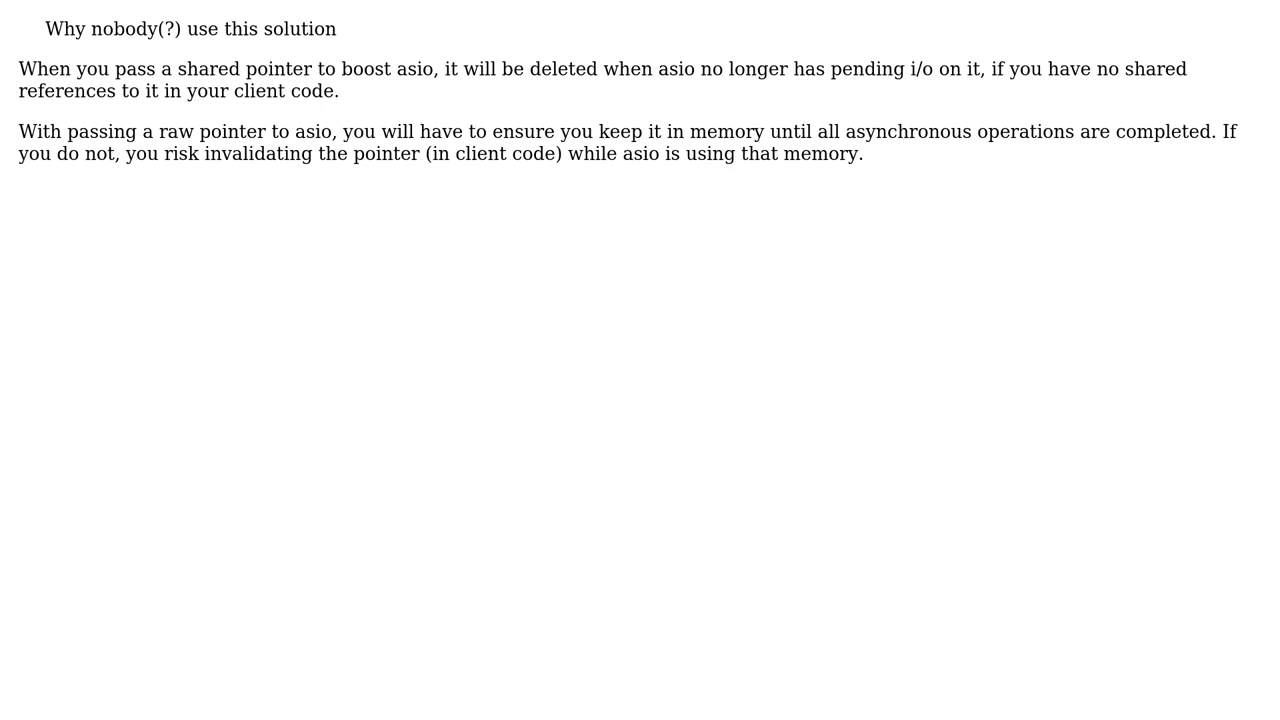 Why nobody(?) use this solution
When you pass a shared pointer to boost asio, it will be deleted when asio no longer has pending i/o on it, if you have no shared
references to it in your client code.
With passing a raw pointer to asio, you will have to ensure you keep it in memory until all asynchronous operations are completed. If
you do not, you risk invalidating the pointer (in client code) while asio is using that memory.